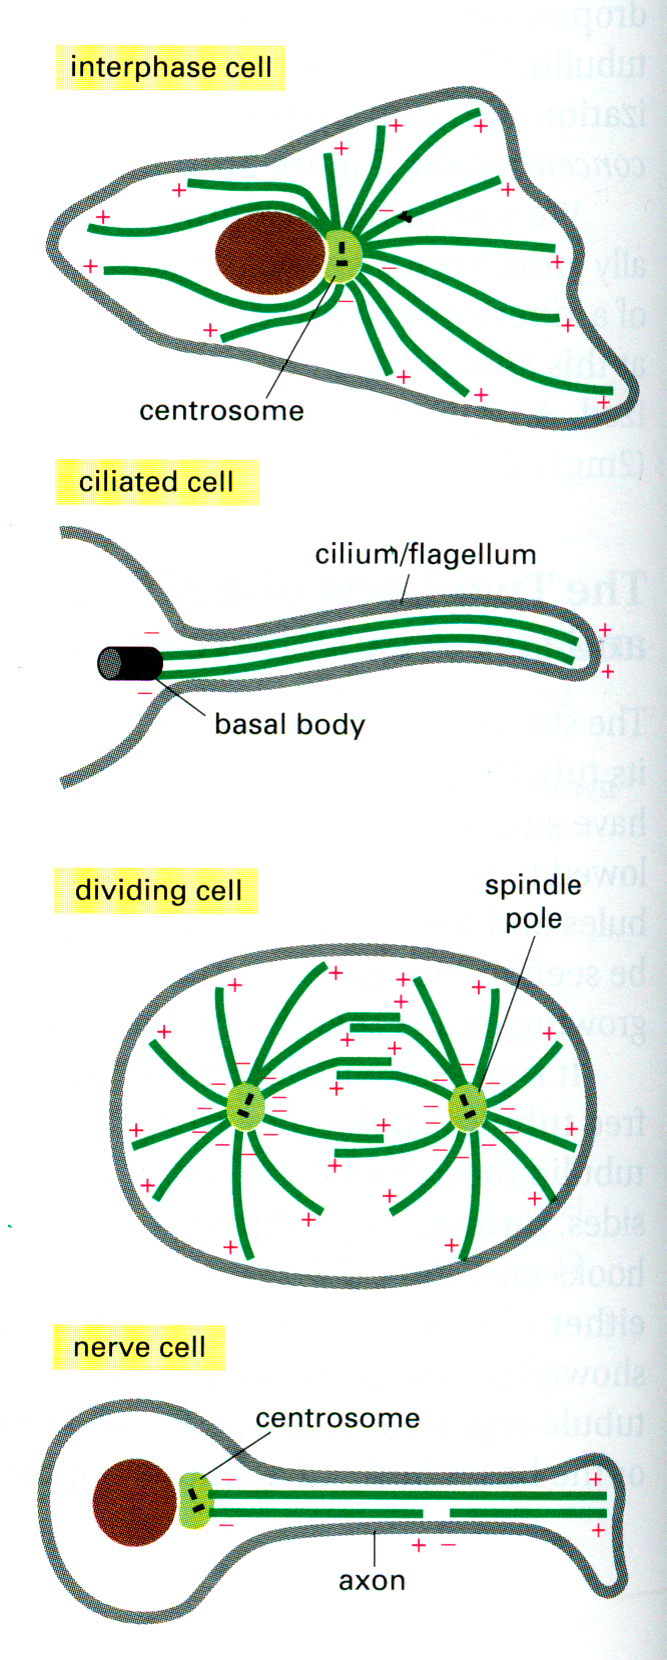 interphase cell
centrosome
ciliated cell
cilium/flagellum
basal body
dividing cell
spindle
pole
nerve cell
centrosome
axon